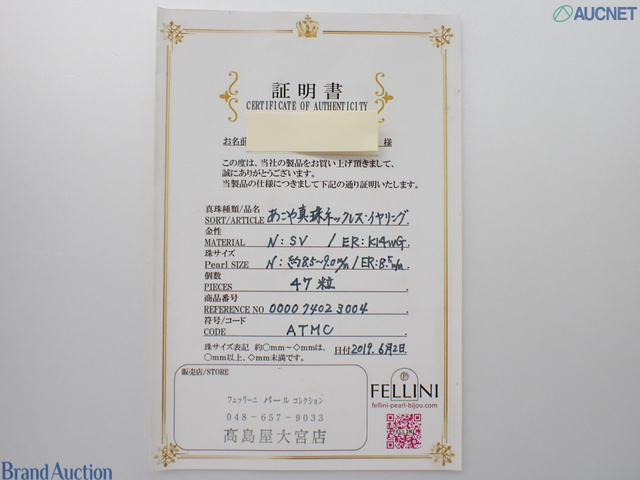 AUCNET
証明書
CERTIFICATE OF AUTHENTICITY
お名前 様
この度は、当社の製品をお買い上げ頂きまして、
誠にありがとうございます。
当製品の仕様につきまして下記の通り証明いたします。
真珠種類/品名
SORT/ARTICLE あこや真珠ネックレス・イヤリング
金性
MATERIAL N:SV / ER:K14WG
珠サイズ
Pearl SIZE N:約8.5~9.0m/m / ER:8.5m/m
個数
PIECES 47粒
商品番号
REFERENCE NO 0000 7402 3004
符号/コード
CODE ATMC
珠サイズ表記 約○mm~◇mmは、
○mm以上、◇mm未満です。
日付 2019.6月2日
販売店/STORE
フェリーニ パール コレクション
048-657-9033
髙島屋大宮店
P
FELLINI
fellini-pearl-bijou.com
FELLINI
Brand Auction